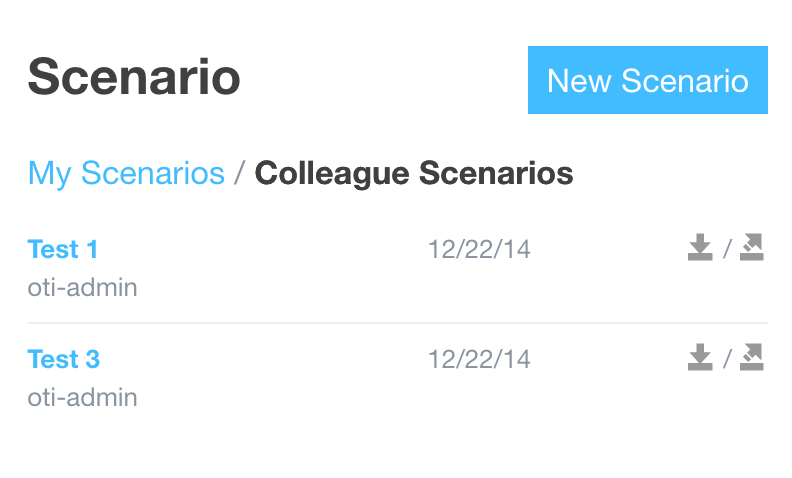 Scenario
New Scenario
My Scenarios / Colleague Scenarios
Test 1 12/22/14 /
oti-admin
Test 3 12/22/14 /
oti-admin